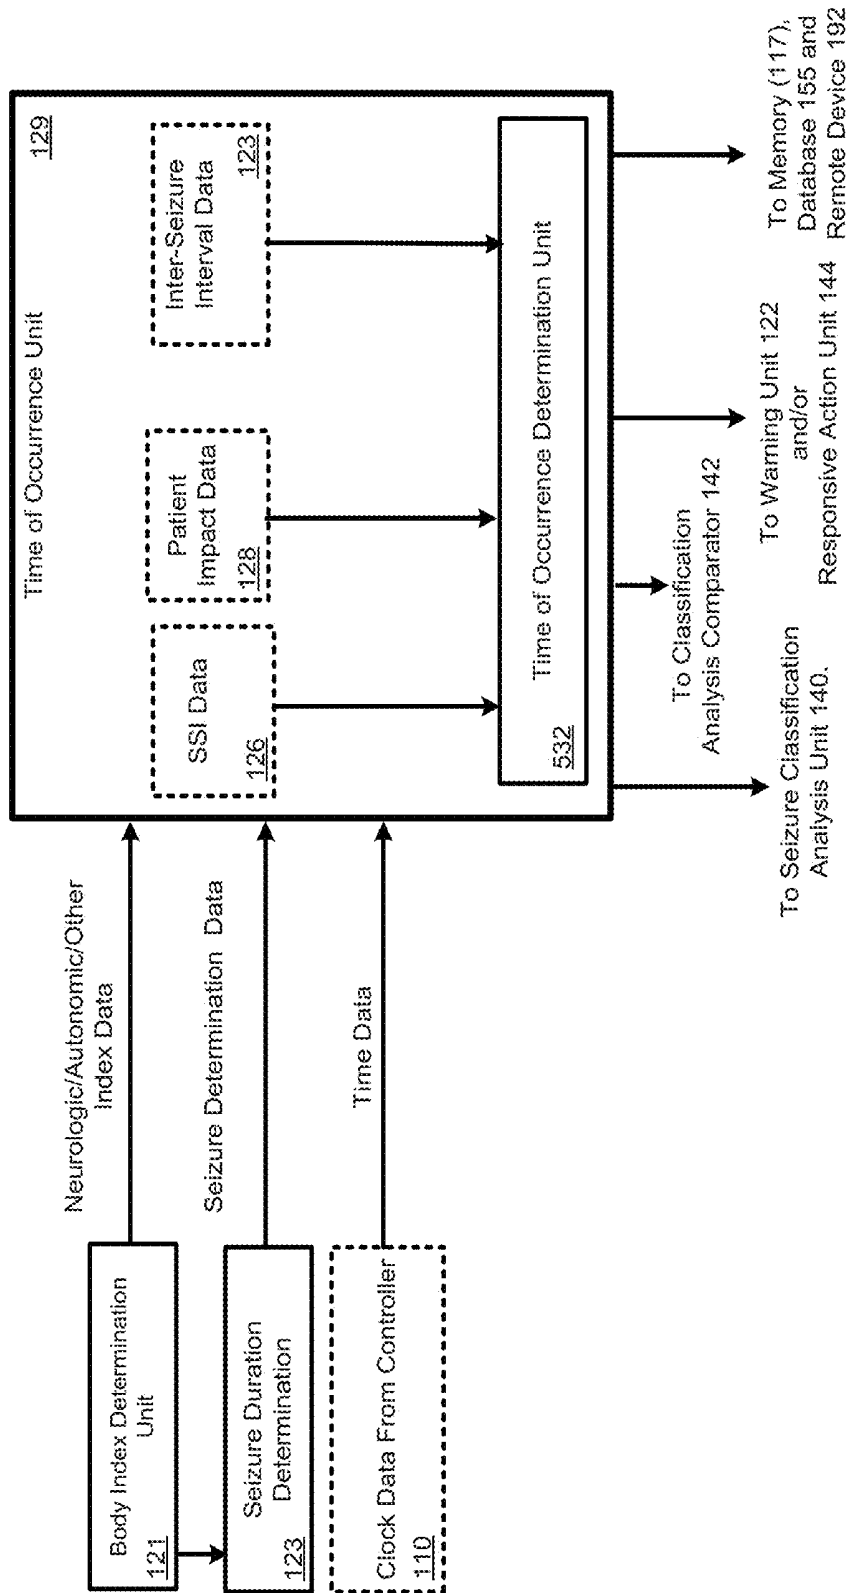 Body Index Determination
Unit
121
Seizure Duration
Determination
123
Clock Data From Controller
110
Neurologic/Autonomic/Other
Index Data
Seizure Determination Data
Time Data
Time of Occurrence Unit
129
SSI Data
126
Patient
Impact Data
128
Inter-Seizure
Interval Data
123
532
Time of Occurrence Determination Unit
To Seizure Classification
Analysis Unit 140.
To Classification
Analysis Comparator 142
To Warning Unit 122
and/or
Responsive Action Unit 144
To Memory (117),
Database 155 and
Remote Device 192